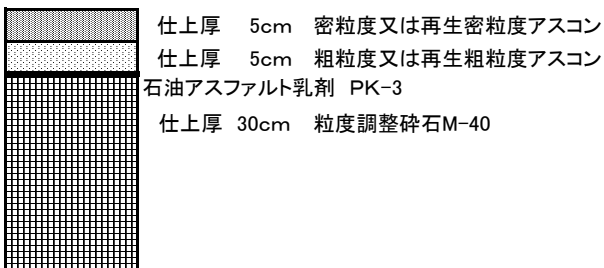 仕上厚　5cm　密粒度又は再生密粒度アスコン
仕上厚　5cm　粗粒度又は再生粗粒度アスコン
石油アスファルト乳剤　PK-3
仕上厚　30cm　粒度調整砕石M-40